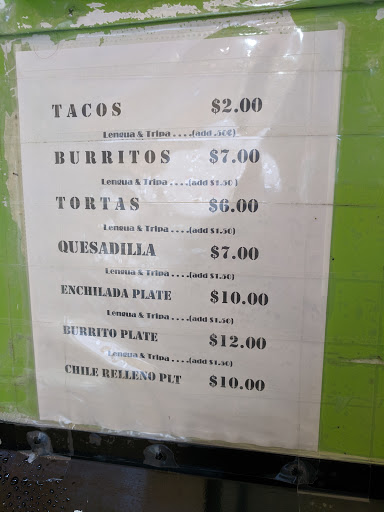 TACOS $2.00
Lengua & Tripa . . . .(add .50¢)
BURRITOS $7.00
Lengua & Tripa . . . .(add $1.50)
TORTAS $6.00
Lengua & Tripa . . . .(add $1.50)
QUESADILLA $7.00
Lengua & Tripa . . . .(add $1.50)
ENCHILADA PLATE $10.00
Lengua & Tripa . . . .(add $1.50)
BURRITO PLATE $12.00
Lengua & Tripa . . . .(add $1.50)
CHILE RELLENO PLT $10.00